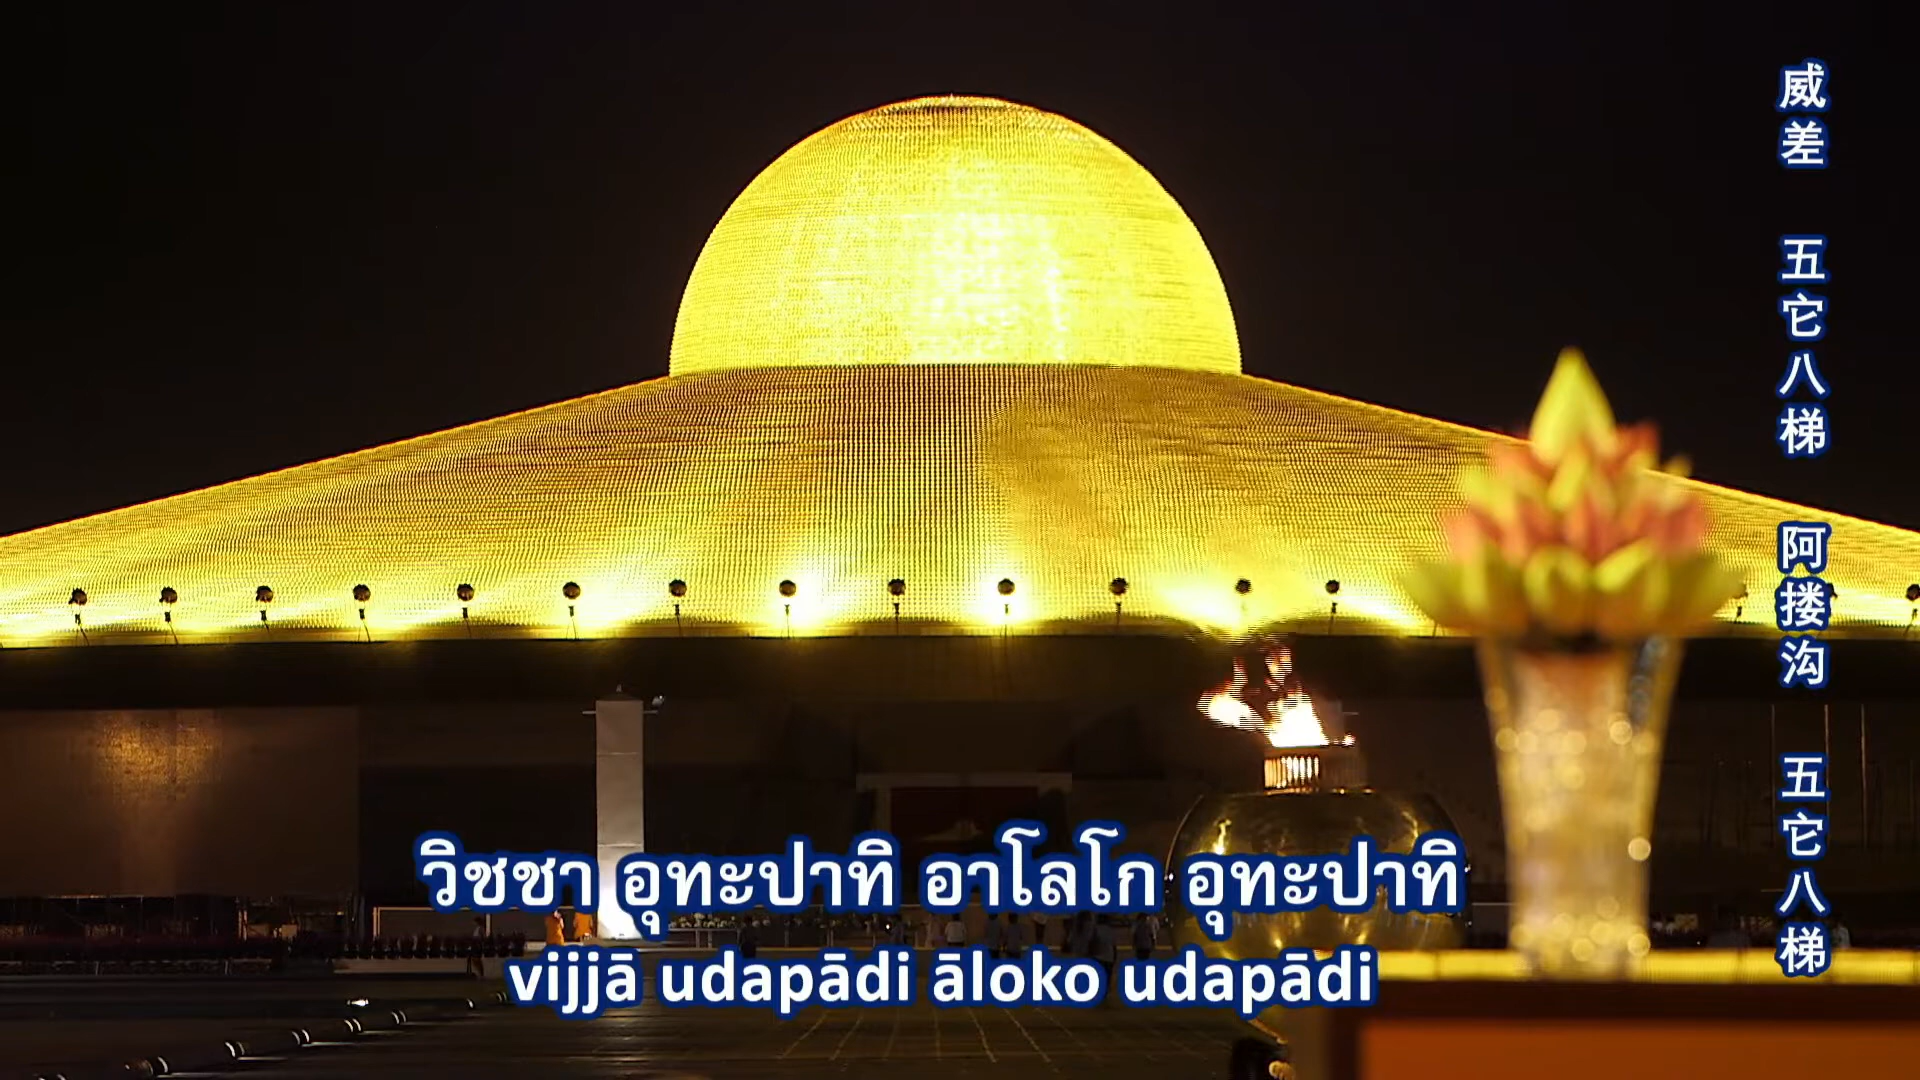 วิชชา อุทะปาทิ อาโลโก อุทะปาทิ
vijjā udapādi āloko udapādi
威差 五它八梯 阿搂沟 五它八梯